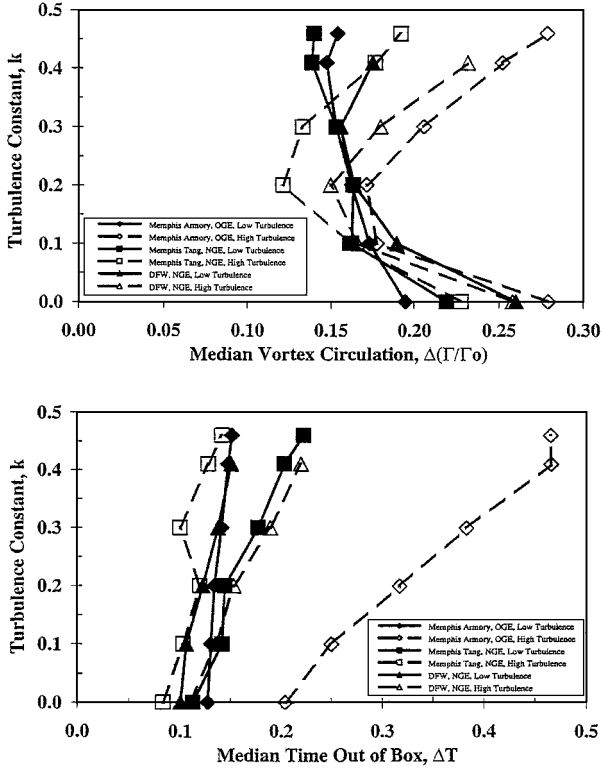 0.5
0.4
0.3
0.2
0.1
0.0
Turbulence Constant, k
Memphis Armory, OGE, Low Turbulence
Memphis Armory, OGE, High Turbulence
Memphis Tang, NGE, Low Turbulence
Memphis Tang, NGE, High Turbulence
DFW, NGE, Low Turbulence
DFW, NGE, High Turbulence
0.00 0.05 0.10 0.15 0.20 0.25 0.30
Median Vortex Circulation, Δ(Γ/Γo)
0.5
0.4
0.3
0.2
0.1
0.0
Turbulence Constant, k
Memphis Armory, OGE, Low Turbulence
Memphis Armory, OGE, High Turbulence
Memphis Tang, NGE, Low Turbulence
Memphis Tang, NGE, High Turbulence
DFW, NGE, Low Turbulence
DFW, NGE, High Turbulence
0.0 0.1 0.2 0.3 0.4 0.5
Median Time Out of Box, ΔT